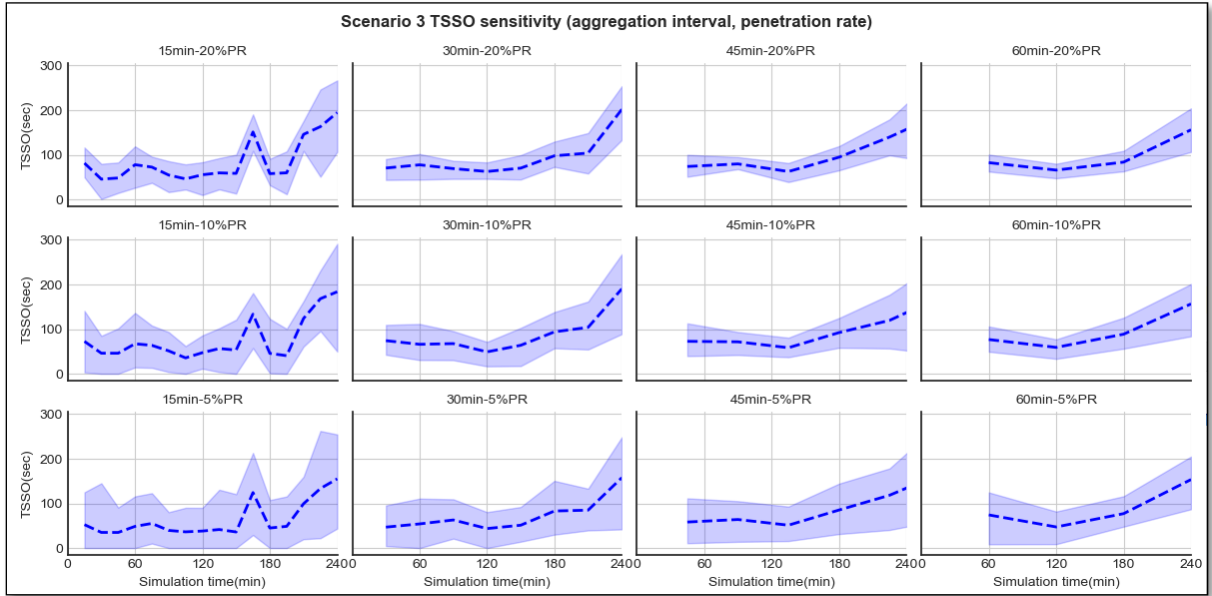 Scenario 3 TSSO sensitivity (aggregation interval, penetration rate)
15min-20%PR 30min-20%PR 45min-20%PR 60min-20%PR
300
200
100
0
TSSO(sec)
15min-10%PR 30min-10%PR 45min-10%PR 60min-10%PR
300
200
100
0
TSSO(sec)
15min-5%PR 30min-5%PR 45min-5%PR 60min-5%PR
300
200
100
0
TSSO(sec)
0 60 120 180 240 0 60 120 180 240 0 60 120 180 240 0 60 120 180 240
Simulation time(min) Simulation time(min) Simulation time(min) Simulation time(min)